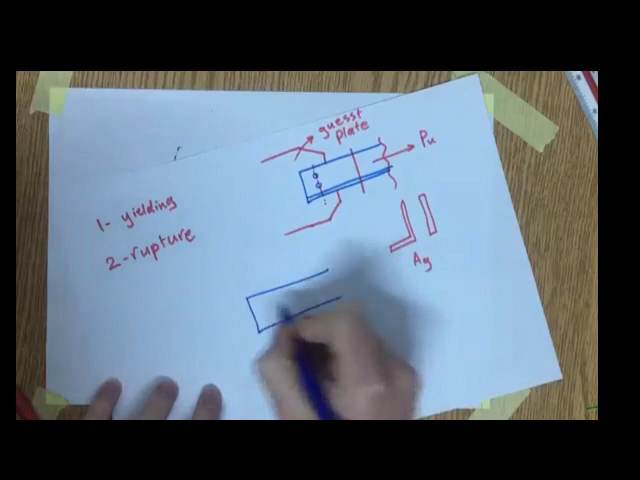 guesst
plate
Pu
1- yielding
2-rupture
Ag